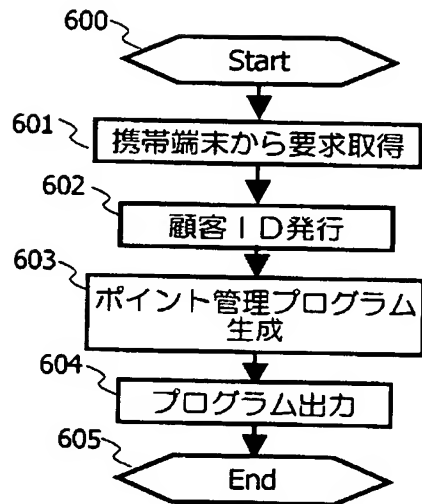 600
Start
601
携帯端末から要求取得
602
顧客ID発行
603
ポイント管理プログラム
生成
604
プログラム出力
605
End